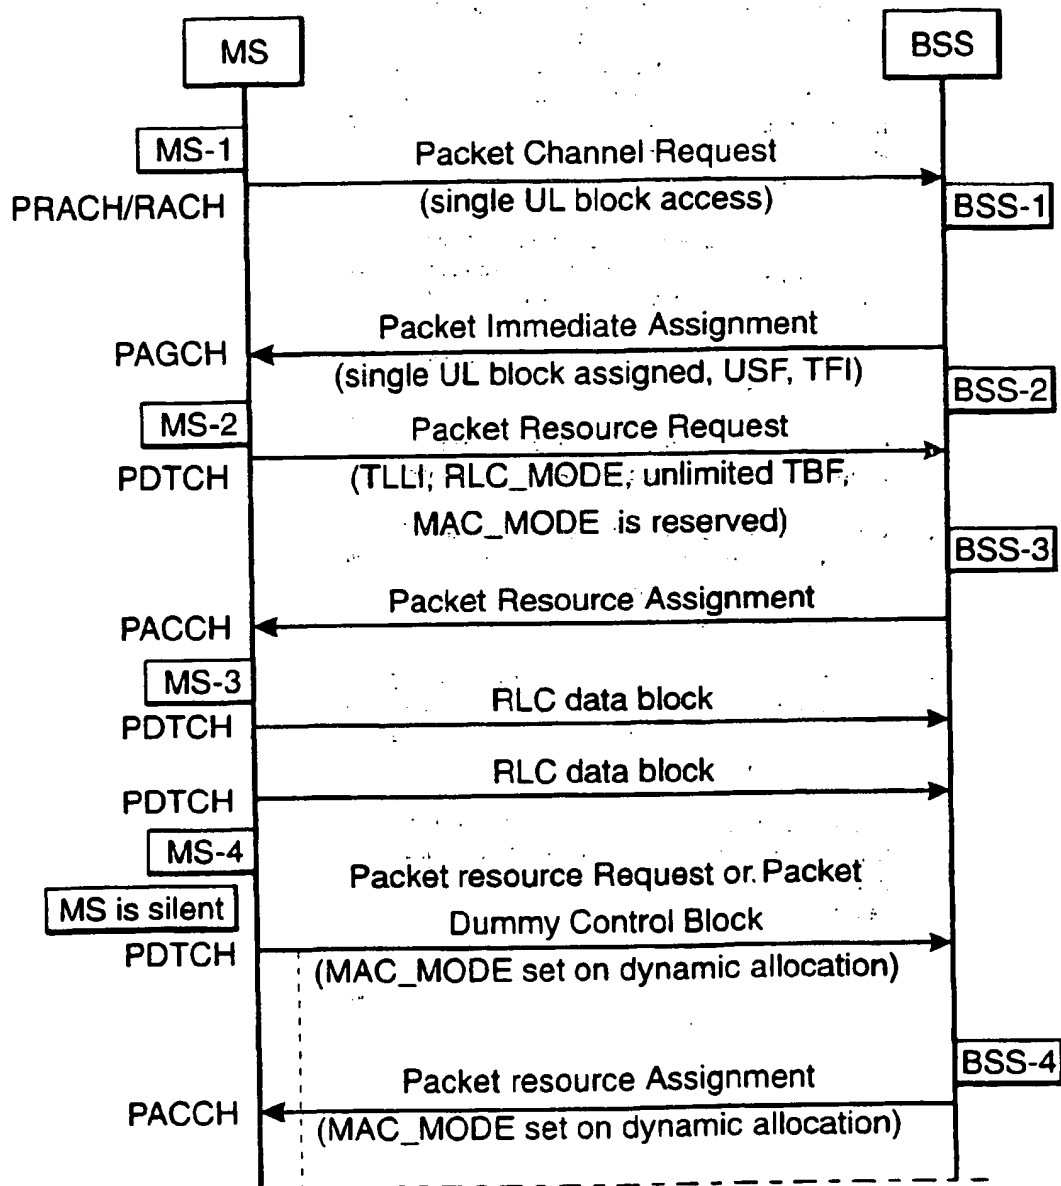 MS
BSS
MS-1
Packet Channel Request
PRACH/RACH
(single UL block access)
BSS-1
Packet Immediate Assignment
PAGCH
(single UL block assigned, USF, TFI)
BSS-2
MS-2
Packet Resource Request
PDTCH
(TLLI, RLC_MODE, unlimited TBF,
MAC_MODE is reserved)
BSS-3
Packet Resource Assignment
PACCH
MS-3
RLC data block
PDTCH
RLC data block
PDTCH
MS-4
Packet resource Request or Packet
MS is silent
Dummy Control Block
PDTCH
(MAC_MODE set on dynamic allocation)
BSS-4
Packet resource Assignment
PACCH
(MAC_MODE set on dynamic allocation)